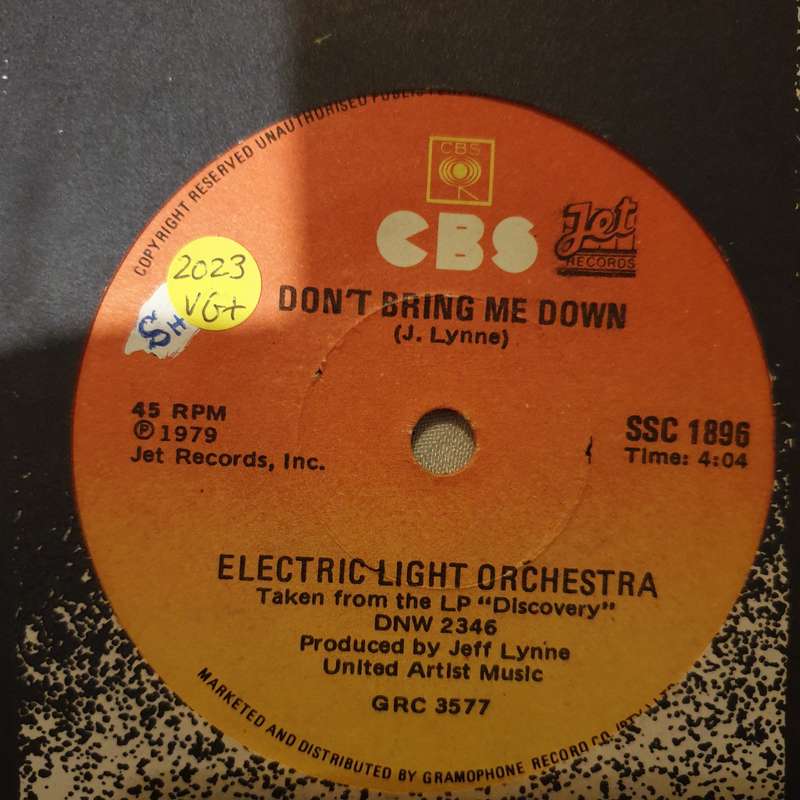 COPYRIGHT RESERVED UNAUTHORISED
CBS
CBS
Jet
RECORDS
2023
VG+
DON'T BRING ME DOWN
(J. Lynne)
45 RPM
Ⓟ 1979
Jet Records, Inc.
SSC 1896
Time: 4:04
ELECTRIC LIGHT ORCHESTRA
Taken from the LP "Discovery"
DNW 2346
Produced by Jeff Lynne
United Artist Music
GRC 3577
MARKETED AND DISTRIBUTED BY GRAMOPHONE RECORD CO. (PTY.)